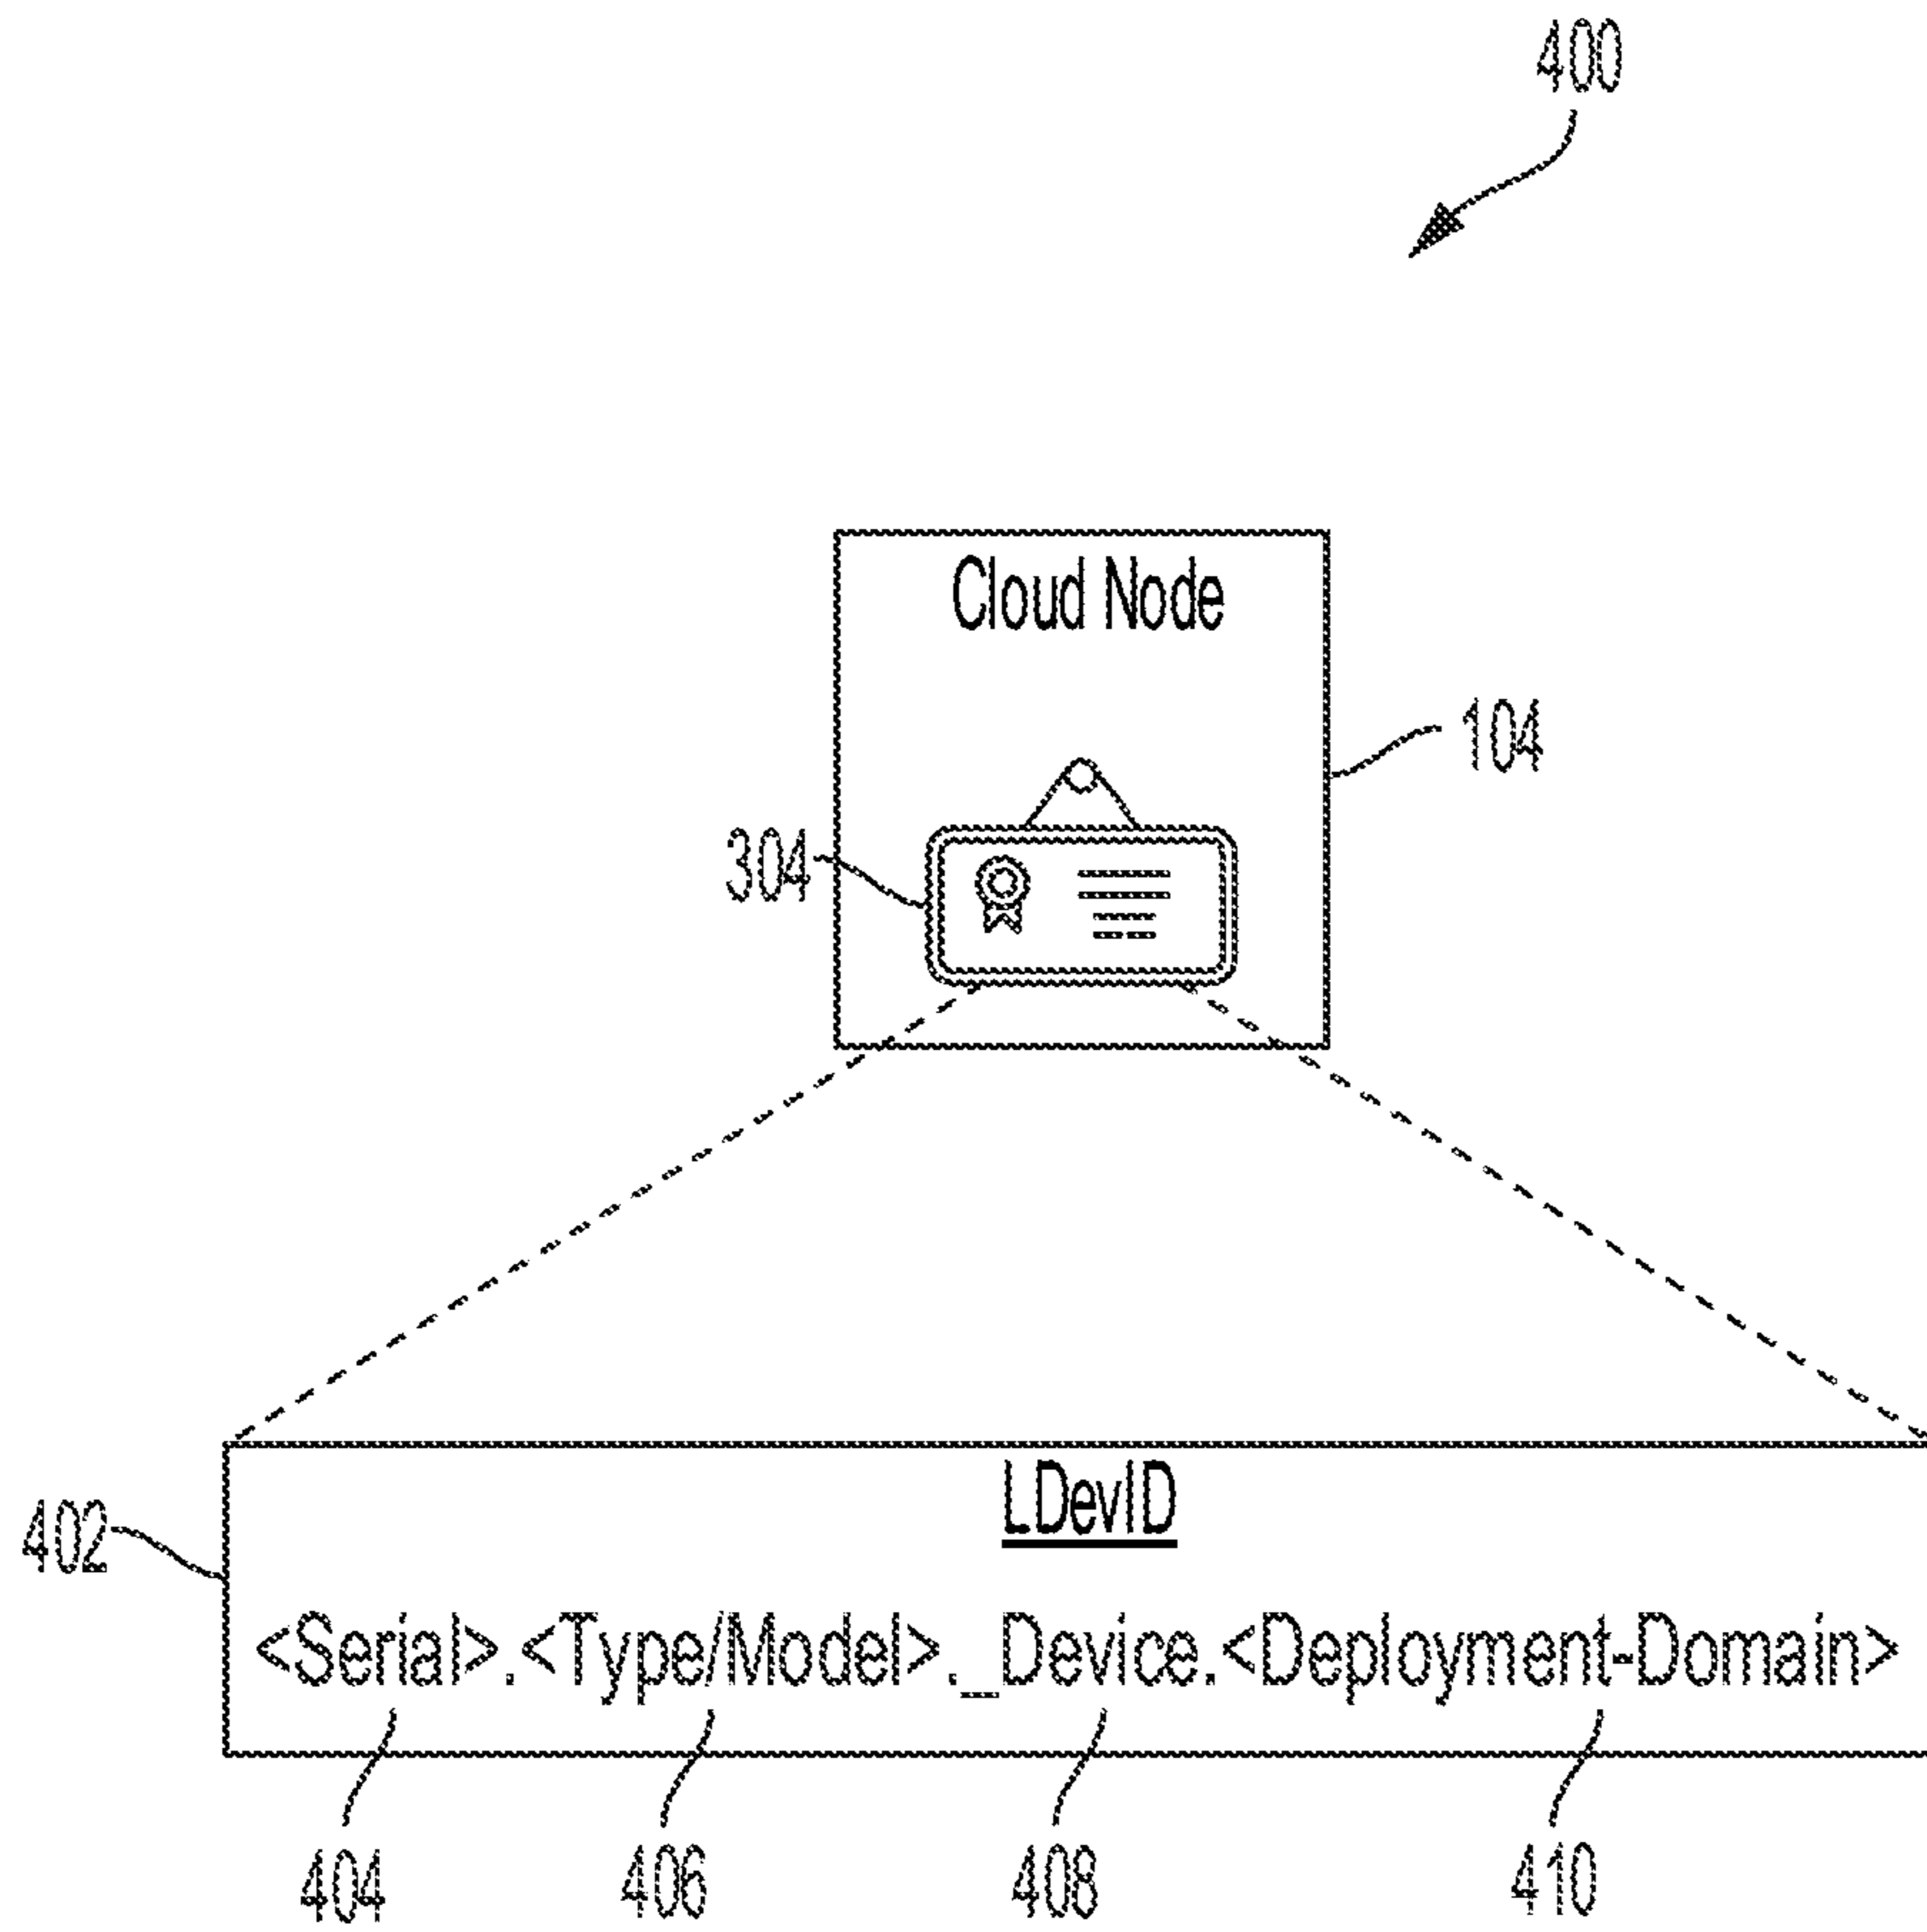 400
Cloud Node
104
304
LDevID
402
<Serial>.<Type/Model>._Device.<Deployment-Domain>
404 406 408 410